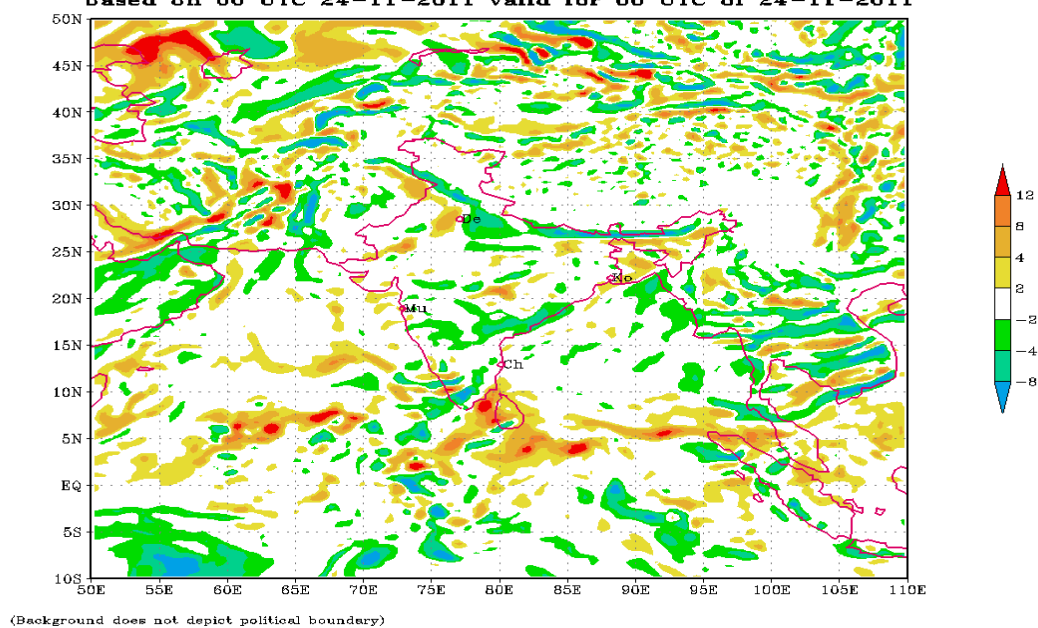 Based on 00 UTC 24-11-2011 valid for 00 UTC of 24-11-2011
50N
45N
40N
35N
30N
25N
20N
15N
10N
5N
EQ
5S
10S
De
Ko
Mu
Ch
50E 55E 60E 65E 70E 75E 80E 85E 90E 95E 100E 105E 110E
12
8
4
2
-2
-4
-8
(Background does not depict political boundary)